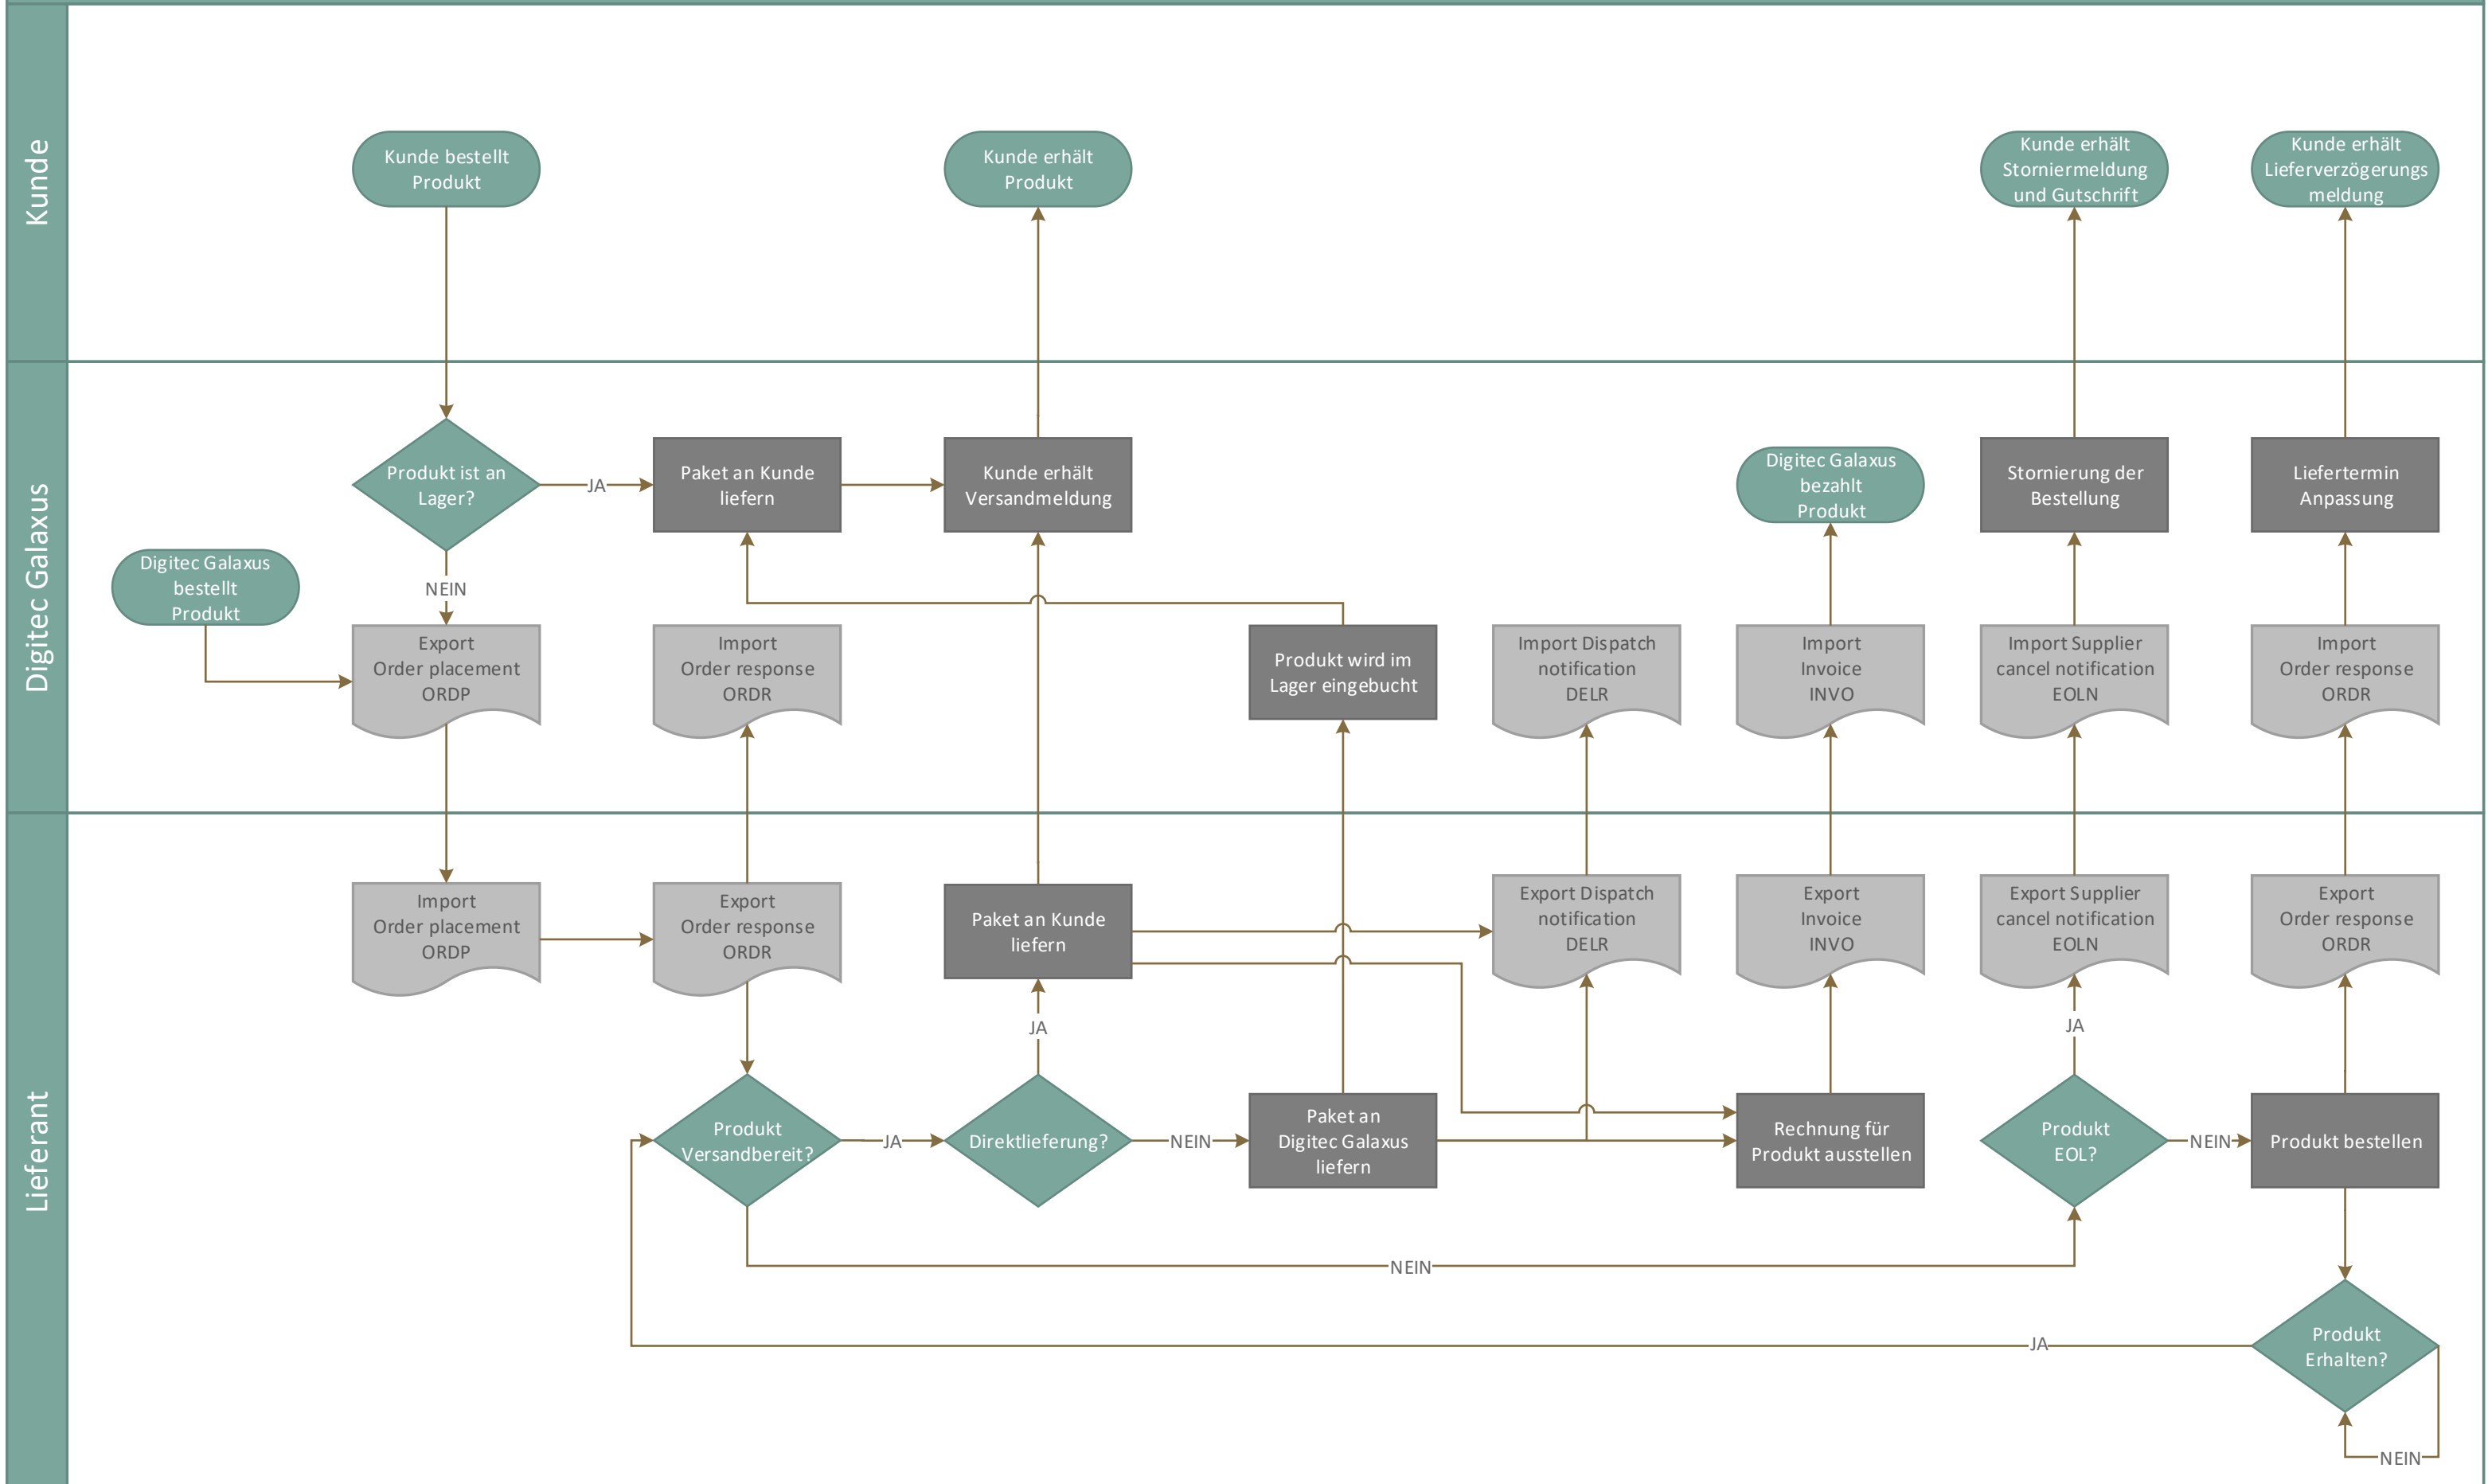 Kunde
Kunde bestellt
Produkt
Kunde erhält
Produkt
Kunde erhält
Storniermeldung
und Gutschrift
Kunde erhält
Lieferverzögerungs
meldung
Digitec Galaxus
Produkt ist an
Lager?
JA
Paket an Kunde
liefern
Kunde erhält
Versandmeldung
Digitec Galaxus
bezahlt
Produkt
Stornierung der
Bestellung
Liefertermin
Anpassung
Digitec Galaxus
bestellt
Produkt
NEIN
Export
Order placement
ORDP
Import
Order response
ORDR
Produkt wird im
Lager eingebucht
Import Dispatch
notification
DELR
Import
Invoice
INVO
Import Supplier
cancel notification
EOLN
Import
Order response
ORDR
Lieferant
Import
Order placement
ORDP
Export
Order response
ORDR
Paket an Kunde
liefern
Export Dispatch
notification
DELR
Export
Invoice
INVO
Export Supplier
cancel notification
EOLN
Export
Order response
ORDR
JA
JA
Produkt
Versandbereit?
JA
Direktlieferung?
NEIN
Paket an
Digitec Galaxus
liefern
Rechnung für
Produkt ausstellen
Produkt
EOL?
NEIN
Produkt bestellen
NEIN
JA
Produkt
Erhalten?
NEIN